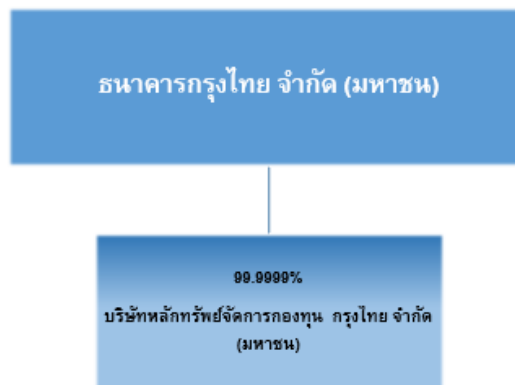 ธนาคารกรุงไทย จำกัด (มหาชน)
99.9999%
บริษัทหลักทรัพย์จัดการกองทุน กรุงไทย จำกัด
(มหาชน)